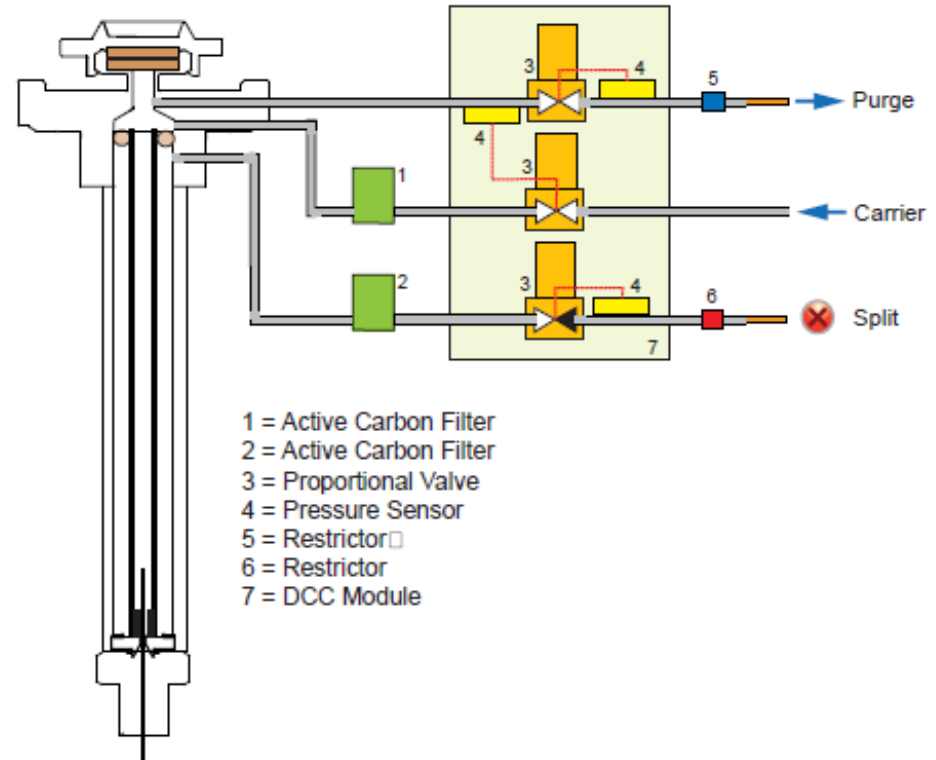 3
4
5
Purge
4
1
3
Carrier
2
3
4
6
Split
7
1 = Active Carbon Filter
2 = Active Carbon Filter
3 = Proportional Valve
4 = Pressure Sensor
5 = Restrictor□
6 = Restrictor
7 = DCC Module